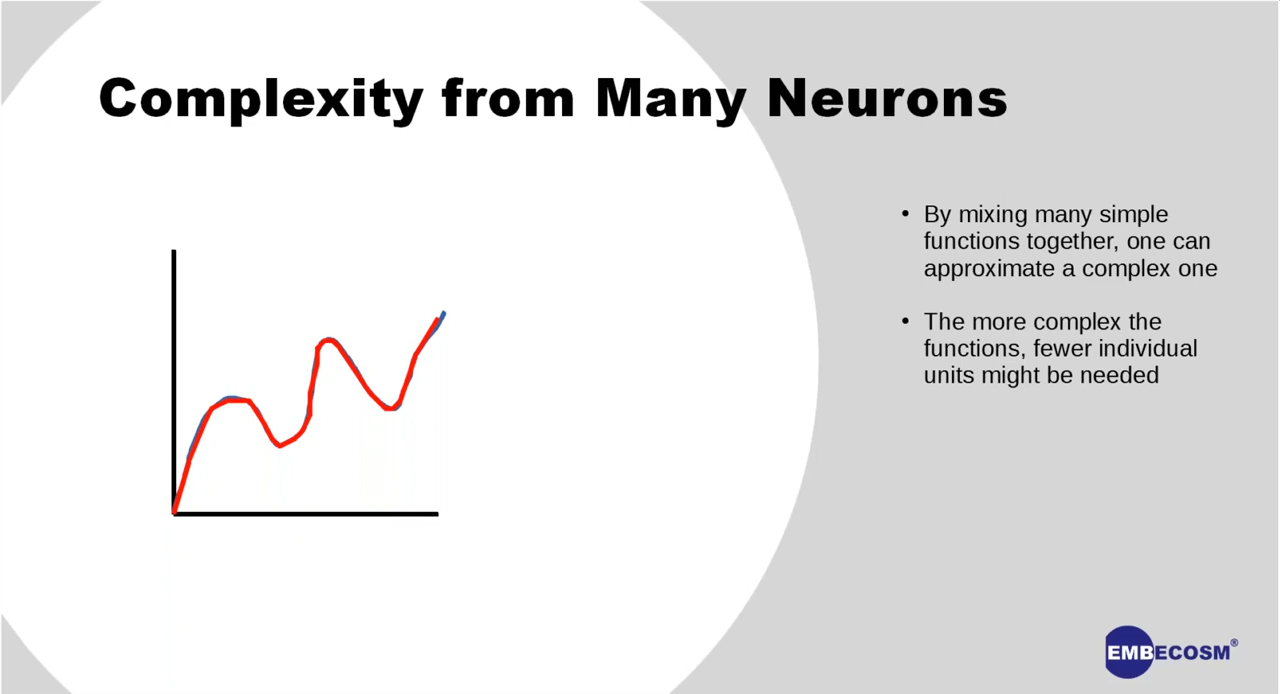 Complexity from Many Neurons
• By mixing many simple
functions together, one can
approximate a complex one
• The more complex the
functions, fewer individual
units might be needed
EMBECOSM®